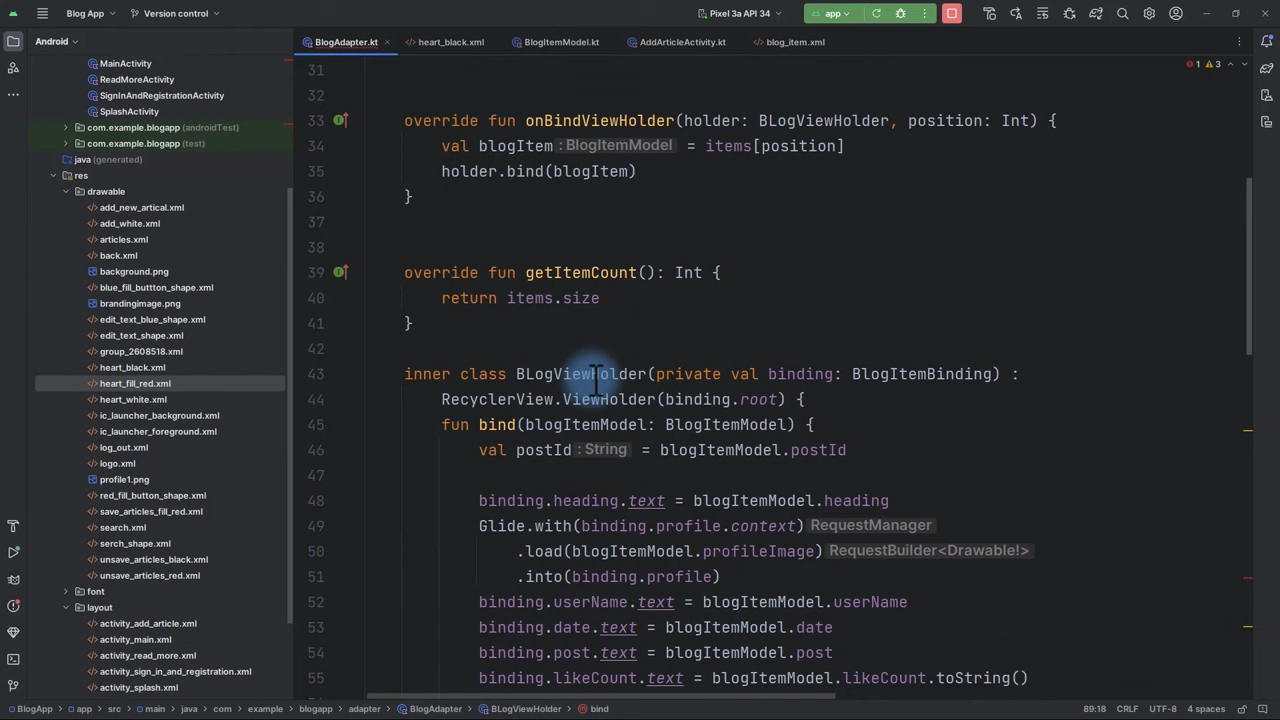 Blog App
Version control
Pixel 3a API 34
app
Android
BlogAdapter.kt
heart_black.xml
BlogItemModel.kt
AddArticleActivity.kt
blog_item.xml
MainActivity
ReadMoreActivity
SignInAndRegistrationActivity
SplashActivity
com.example.blogapp (androidTest)
com.example.blogapp (test)
java (generated)
res
drawable
add_new_artical.xml
add_white.xml
articles.xml
back.xml
background.png
blue_fill_buttton_shape.xml
brandingimage.png
edit_text_blue_shape.xml
edit_text_shape.xml
group_2608518.xml
heart_black.xml
heart_fill_red.xml
heart_white.xml
ic_launcher_background.xml
ic_launcher_foreground.xml
log_out.xml
logo.xml
profile1.png
red_fill_button_shape.xml
save_articles_fill_red.xml
search.xml
serch_shape.xml
unsave_articles_black.xml
unsave_articles_red.xml
font
layout
activity_add_article.xml
activity_main.xml
activity_read_more.xml
activity_sign_in_and_registration.xml
activity_splash.xml
1 3
31
32
33 override fun onBindViewHolder(holder: BLogViewHolder, position: Int) {
34 val blogItem : BlogItemModel = items[position]
35 holder.bind(blogItem)
36 }
37
38
39 override fun getItemCount(): Int {
40 return items.size
41 }
42
43 inner class BLogViewHolder(private val binding: BlogItemBinding) :
44 RecyclerView.ViewHolder(binding.root) {
45 fun bind(blogItemModel: BlogItemModel) {
46 val postId : String = blogItemModel.postId
47
48 binding.heading.text = blogItemModel.heading
49 Glide.with(binding.profile.context) RequestManager
50 .load(blogItemModel.profileImage) RequestBuilder<Drawable!>
51 .into(binding.profile)
52 binding.userName.text = blogItemModel.userName
53 binding.date.text = blogItemModel.date
54 binding.post.text = blogItemModel.post
55 binding.likeCount.text = blogItemModel.likeCount.toString()
BlogApp > app > src > main > java > com > example > blogapp > adapter > BlogAdapter > BLogViewHolder > bind
89:18 CRLF UTF-8 4 spaces